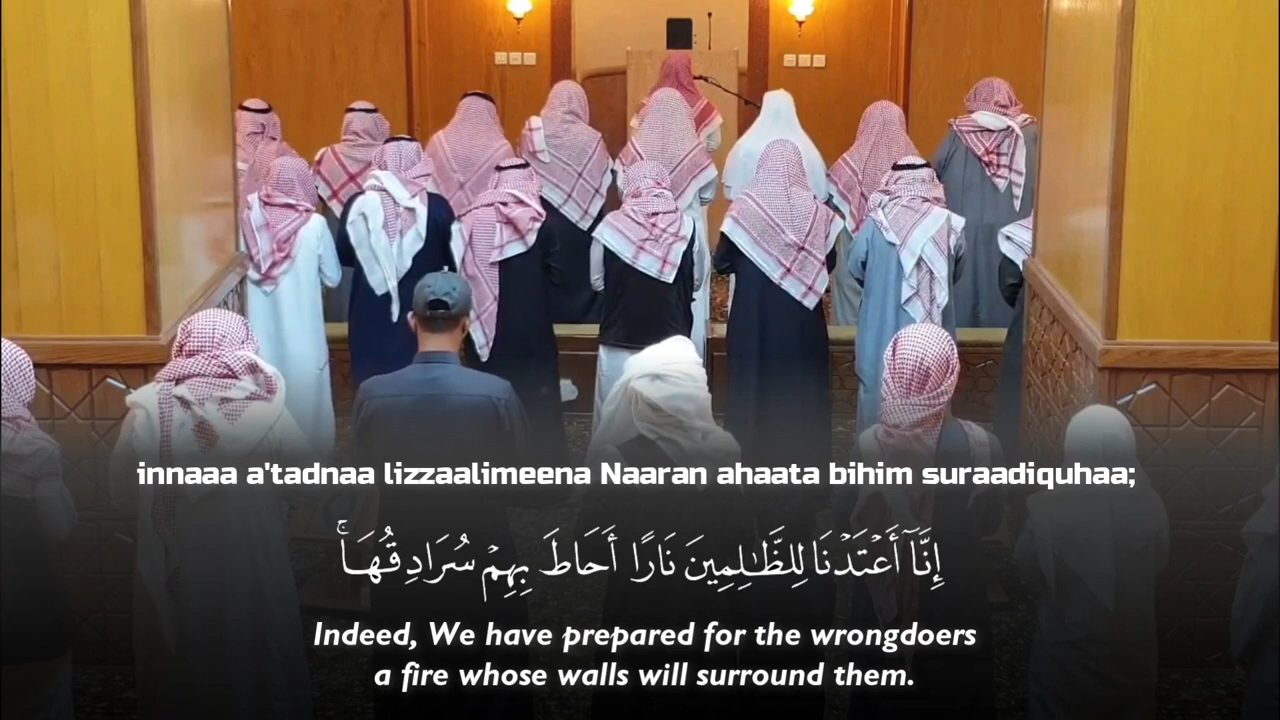 innaaa a'tadnaa lizzaalimeena Naaran ahaata bihim suraadiquhaa;
إِنَّآ أَعْتَدْنَا لِلظَّـٰلِمِينَ نَارًا أَحَاطَ بِهِمْ سُرَادِقُهَا ۚ
Indeed, We have prepared for the wrongdoers
a fire whose walls will surround them.